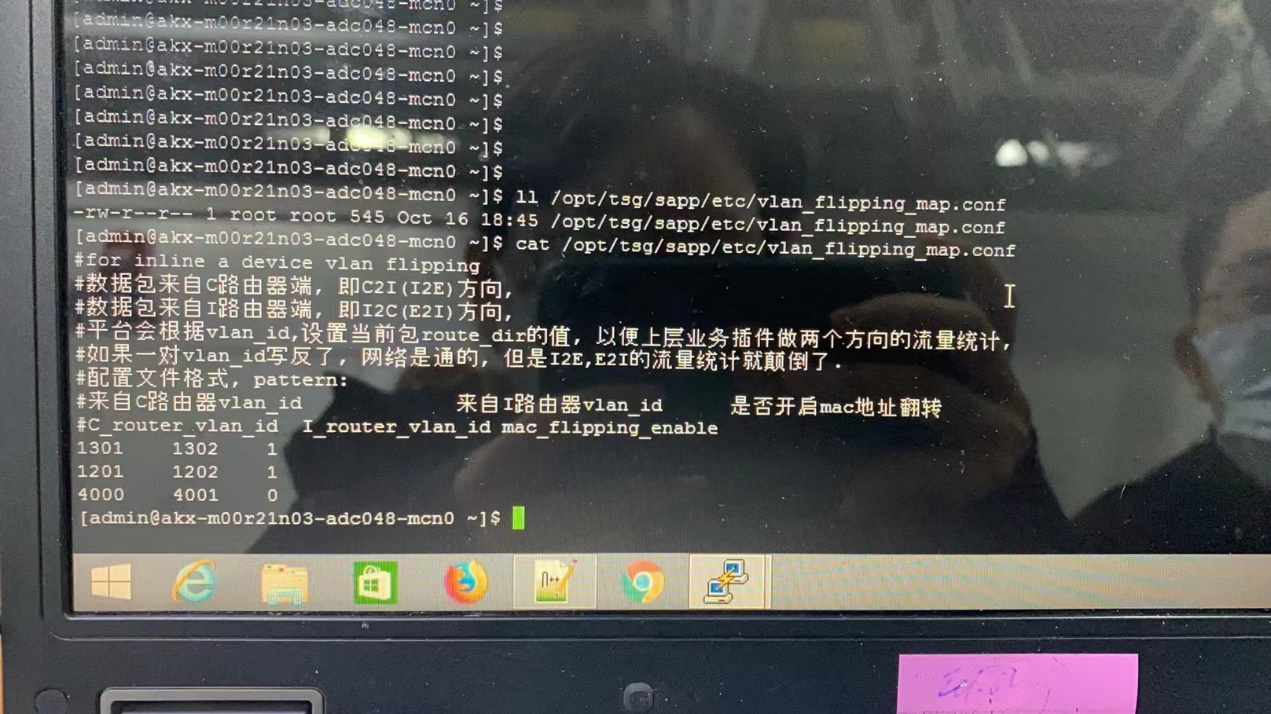 [admin@akx-m00r21n03-adc048-mcn0 ~]$
[admin@akx-m00r21n03-adc048-mcn0 ~]$
[admin@akx-m00r21n03-adc048-mcn0 ~]$
[admin@akx-m00r21n03-adc048-mcn0 ~]$
[admin@akx-m00r21n03-adc048-mcn0 ~]$
[admin@akx-m00r21n03-adc048-mcn0 ~]$
[admin@akx-m00r21n03-adc048-mcn0 ~]$
[admin@akx-m00r21n03-adc048-mcn0 ~]$
[admin@akx-m00r21n03-adc048-mcn0 ~]$ ll /opt/tsg/sapp/etc/vlan_flipping_map.conf
-rw-r--r-- 1 root root 545 Oct 16 18:45 /opt/tsg/sapp/etc/vlan_flipping_map.conf
[admin@akx-m00r21n03-adc048-mcn0 ~]$ cat /opt/tsg/sapp/etc/vlan_flipping_map.conf
#for inline a device vlan flipping
#数据包来自C路由器端, 即C2I(I2E)方向,
#数据包来自I路由器端, 即I2C(E2I)方向,
#平台会根据vlan_id,设置当前包route_dir的值, 以便上层业务插件做两个方向的流量统计,
#如果一对vlan_id写反了, 网络是通的, 但是I2E,E2I的流量统计就颠倒了.
#配置文件格式, pattern:
#来自C路由器vlan_id 来自I路由器vlan_id 是否开启mac地址翻转
#C_router_vlan_id I_router_vlan_id mac_flipping_enable
1301 1302 1
1201 1202 1
4000 4001 0
[admin@akx-m00r21n03-adc048-mcn0 ~]$